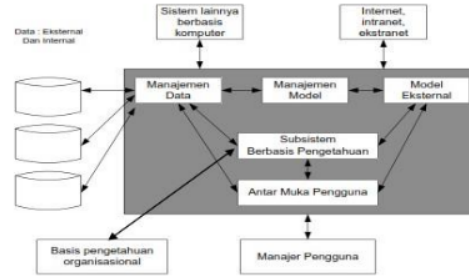 Data : Eksternal
Dan Internal
Sistem lainnya
berbasis
komputer
Internet,
intranet,
ekstranet
Manajemen
Data
Manajemen
Model
Model
Eksternal
Subsistem
Berbasis Pengetahuan
Antar Muka Pengguna
Basis pengetahuan
organisasional
Manajer Pengguna